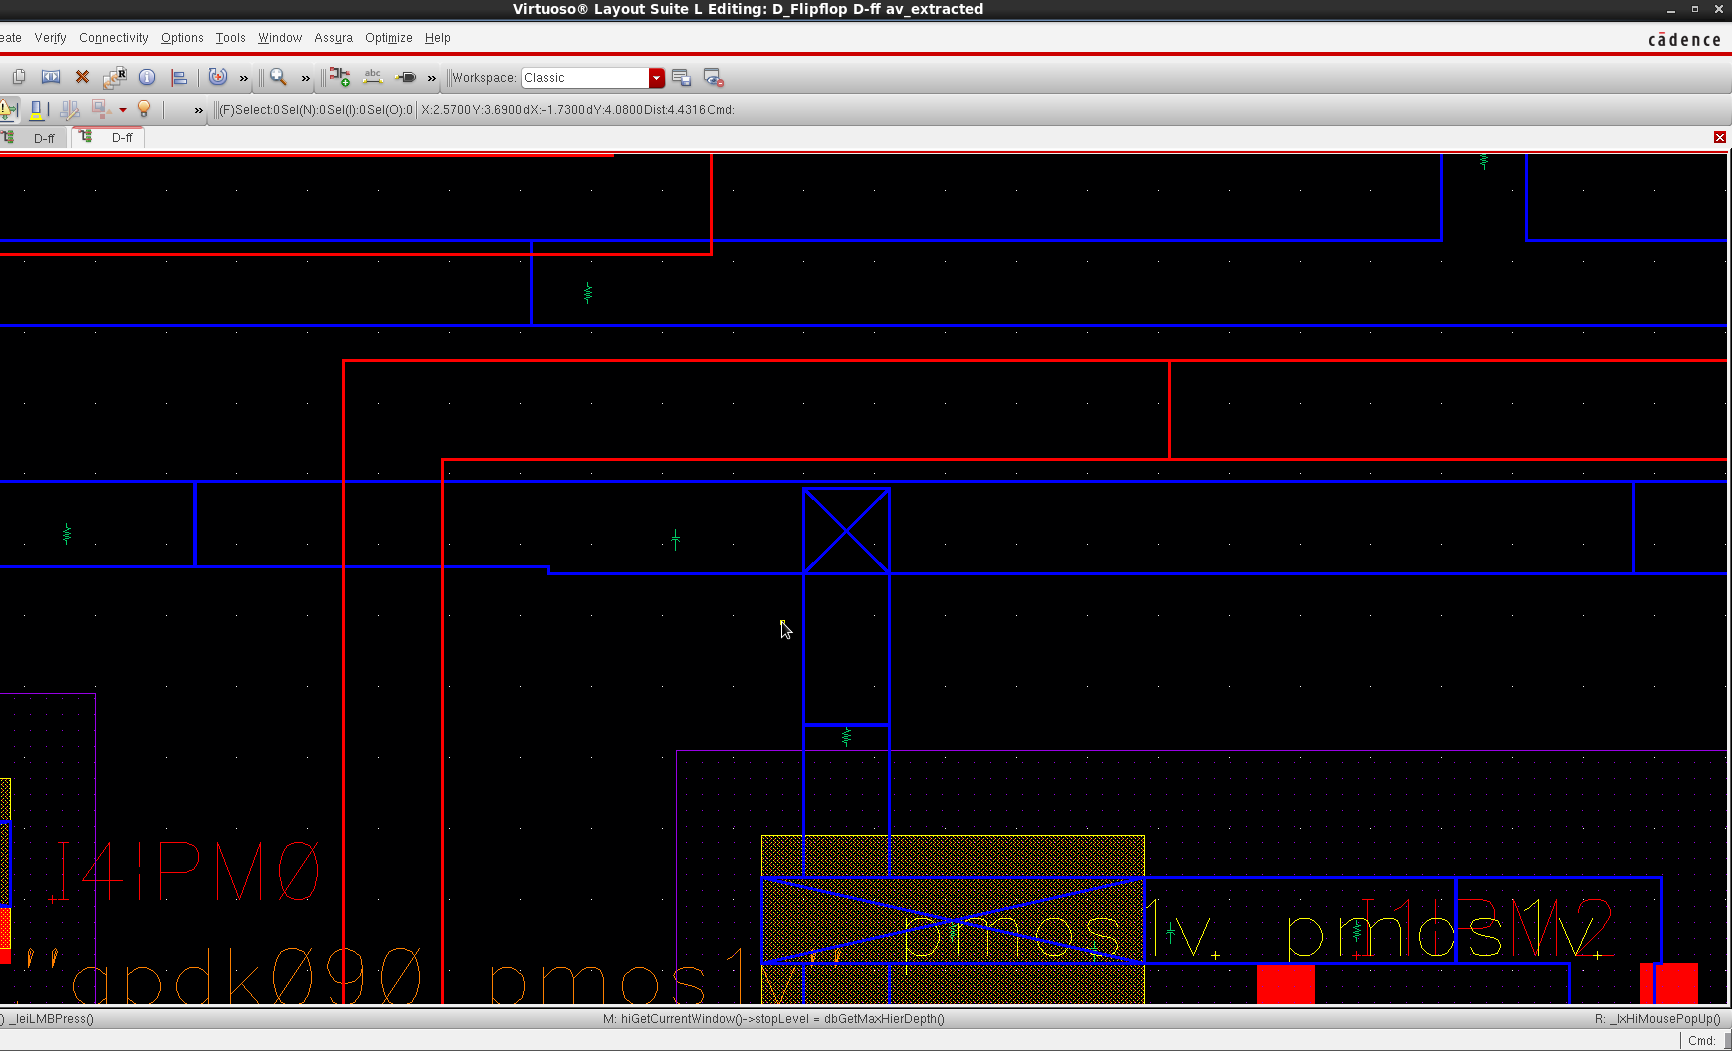 Virtuoso® Layout Suite L Editing: D_Flipflop D-ff av_extracted
eate Verify Connectivity Options Tools Window Assura Optimize Help
cādence
» » abc » Workspace: Classic
» (F)Select:0 Sel(N):0 Sel(I):0 Sel(O):0 X:2.5700 Y:3.6900 dX:-1.7300 dY:4.0800 Dist:4.4316 Cmd:
D-ff D-ff
I4|PM0
pmos1v pmos1v
"gpdk090 pmos1v"
) _leiLMBPress() M: hiGetCurrentWindow()->stopLevel = dbGetMaxHierDepth() R: _lxHiMousePopUp()
Cmd: